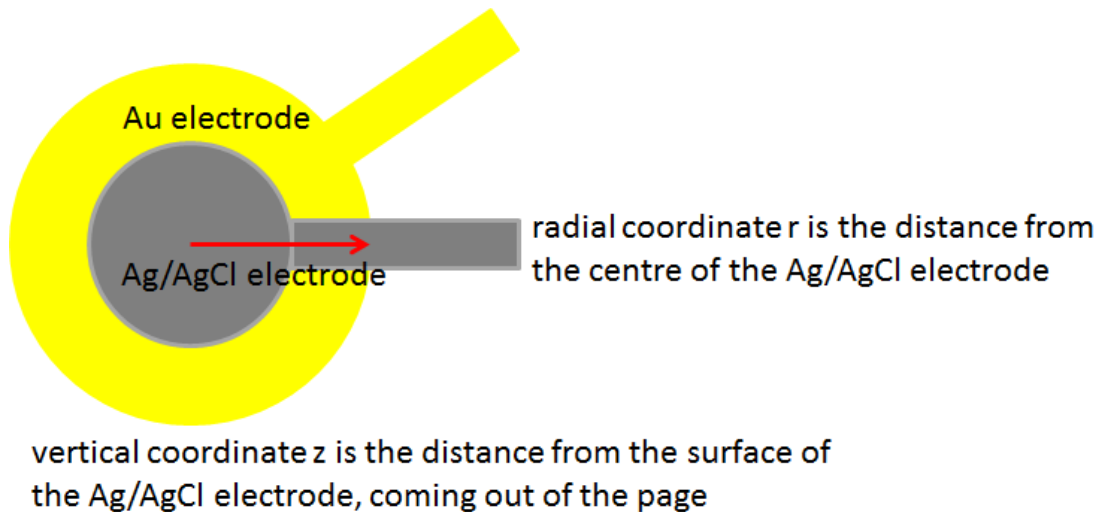 Au electrode
radial coordinate r is the distance from
the centre of the Ag/AgCl electrode
Ag/AgCl electrode
vertical coordinate z is the distance from the surface of
the Ag/AgCl electrode, coming out of the page